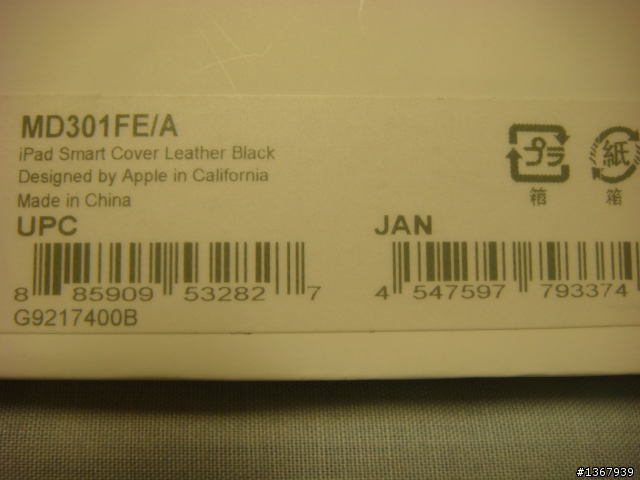 MD301FE/A
iPad Smart Cover Leather Black
Designed by Apple in California
Made in China
プラ 紙
箱 箱
UPC JAN
8 85909 53282 7 4 547597 793374
G9217400B
#1367939